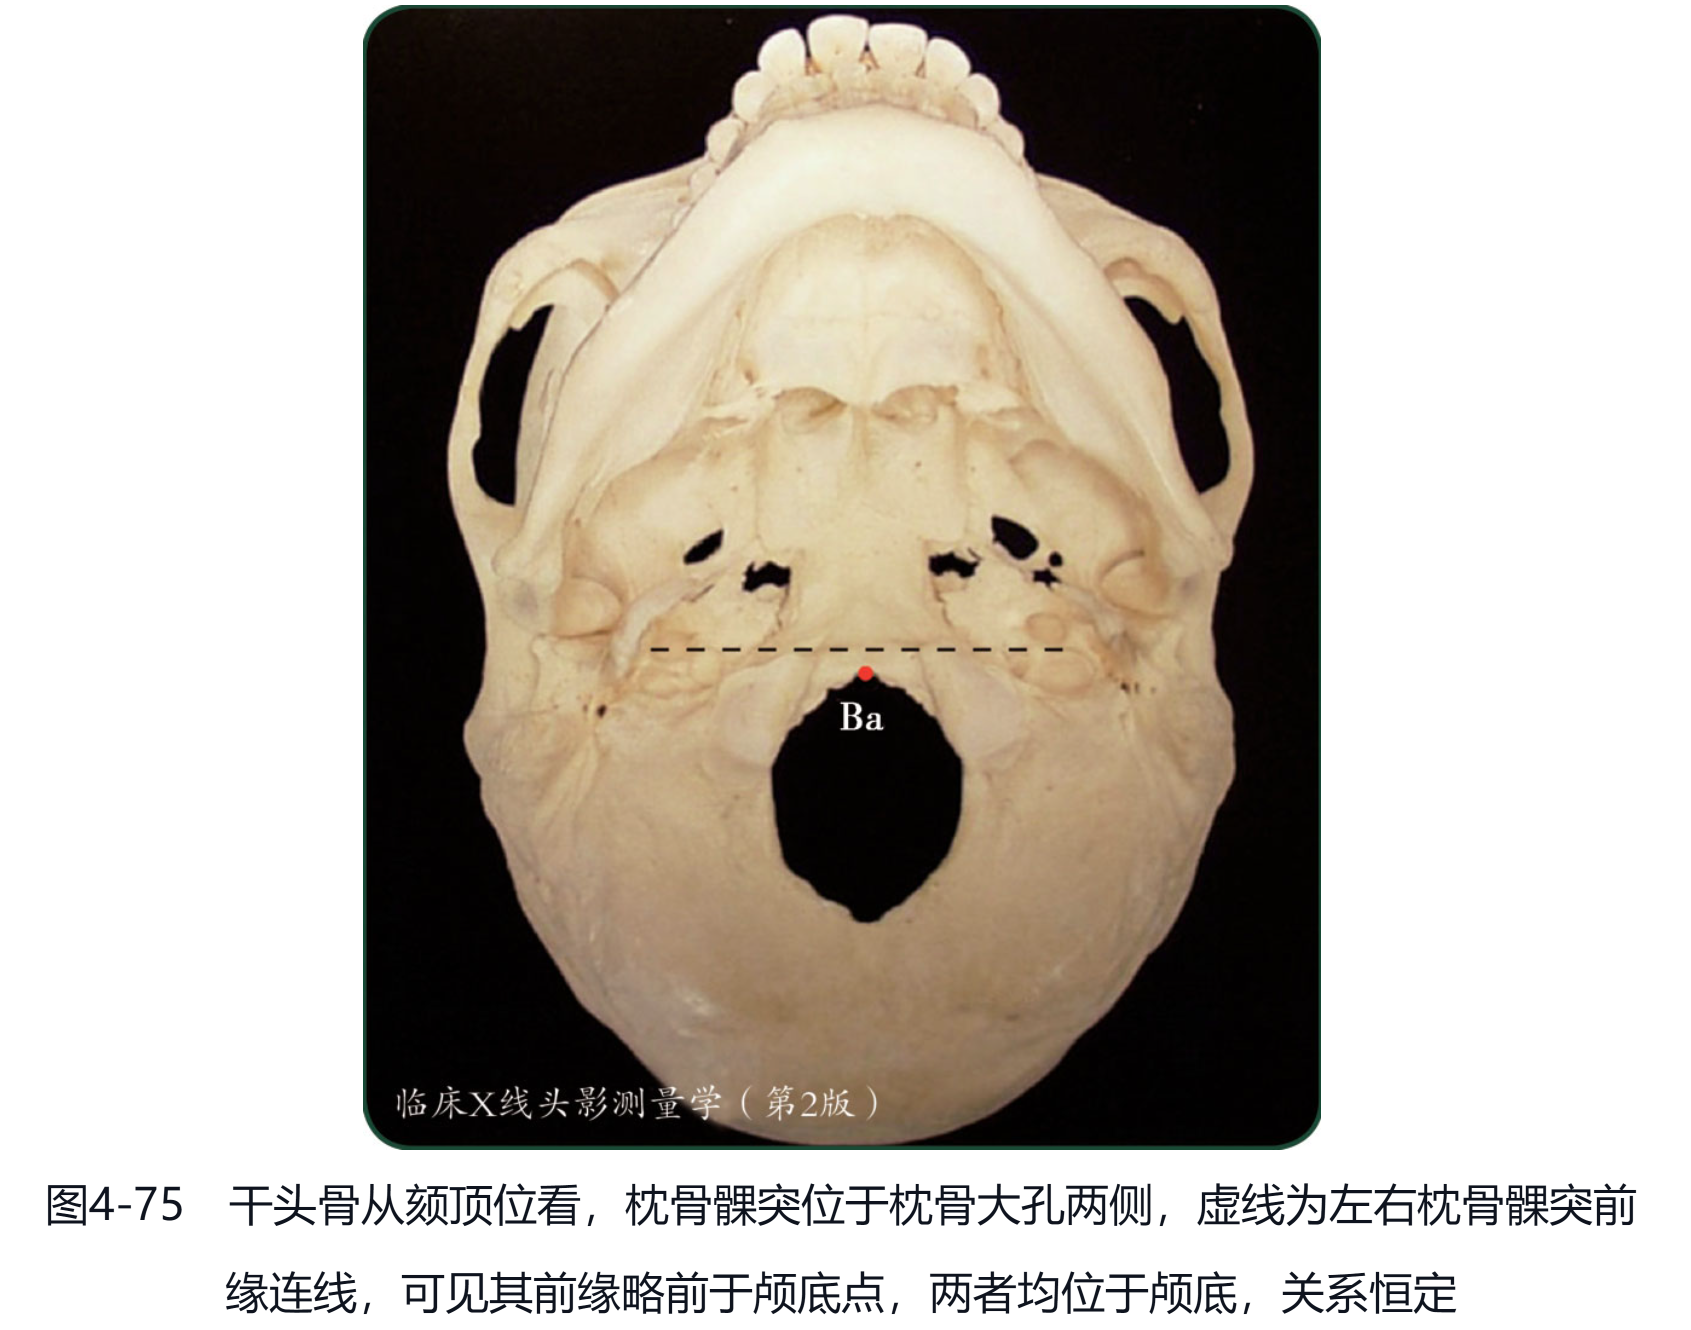 Ba
临床X线头影测量学（第2版）
图4-75 干头骨从颏顶位看，枕骨髁突位于枕骨大孔两侧，虚线为左右枕骨髁突前
缘连线，可见其前缘略前于颅底点，两者均位于颅底，关系恒定